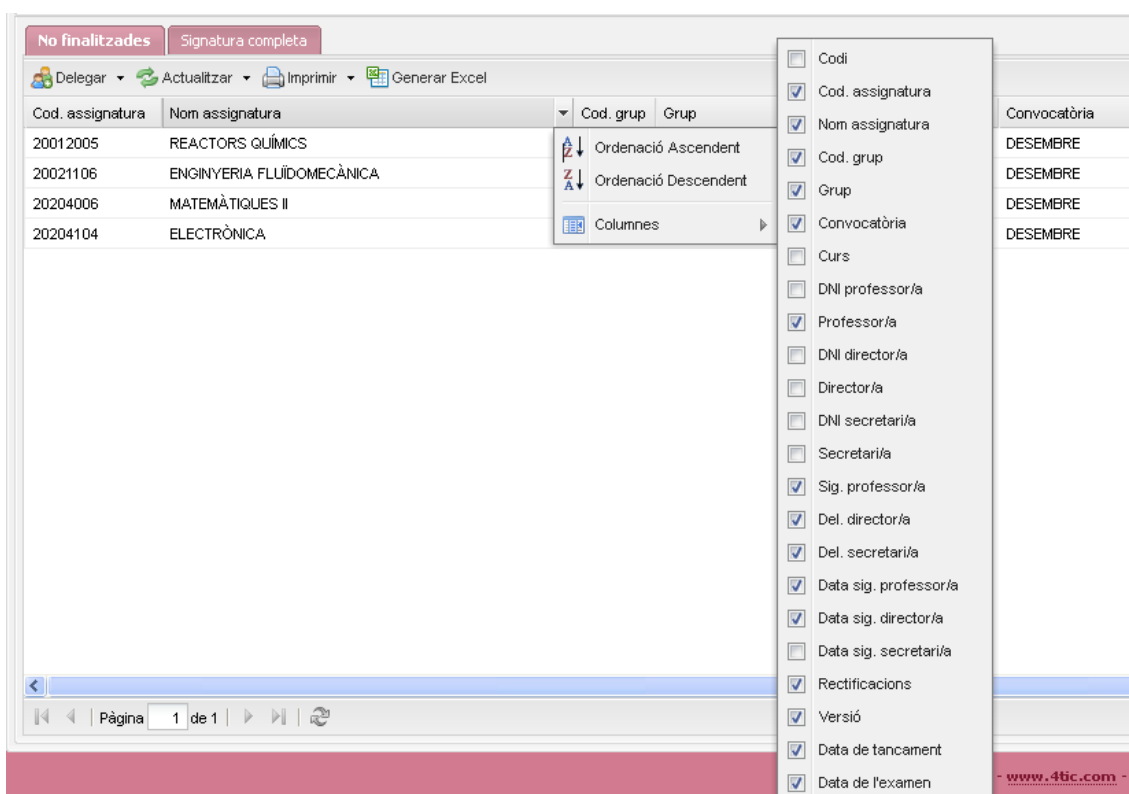 No finalitzades
Signatura completa
Delegar
Actualitzar
Imprimir
Generar Excel
Cod. assignatura
Nom assignatura
Cod. grup
Grup
Convocatòria
20012005
REACTORS QUÍMICS
DESEMBRE
20021106
ENGINYERIA FLUÏDOMECÀNICA
DESEMBRE
20204006
MATEMÀTIQUES II
DESEMBRE
20204104
ELECTRÒNICA
DESEMBRE
Ordenació Ascendent
Ordenació Descendent
Columnes
Codi
Cod. assignatura
Nom assignatura
Cod. grup
Grup
Convocatòria
Curs
DNI professor/a
Professor/a
DNI director/a
Director/a
DNI secretari/a
Secretari/a
Sig. professor/a
Del. director/a
Del. secretari/a
Data sig. professor/a
Data sig. director/a
Data sig. secretari/a
Rectificacions
Versió
Data de tancament
Data de l'examen
Pàgina 1 de 1
- www.4tic.com -